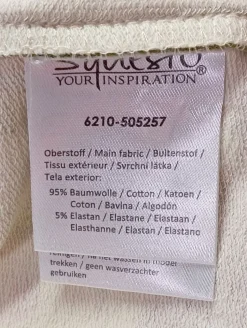 YOUR INSPIRATION®
6210-505257
Oberstoff / Main fabric / Buitenstof /
Tissu extérieur / Svrchní látka /
Tela exterior:
95% Baumwolle / Cotton / Katoen /
Coton / Bavlna / Algodón
5% Elastan / Elastane / Elastaan /
Elasthanne / Elastan / Elastano
trekken / geen wasverzachter
gebruiken